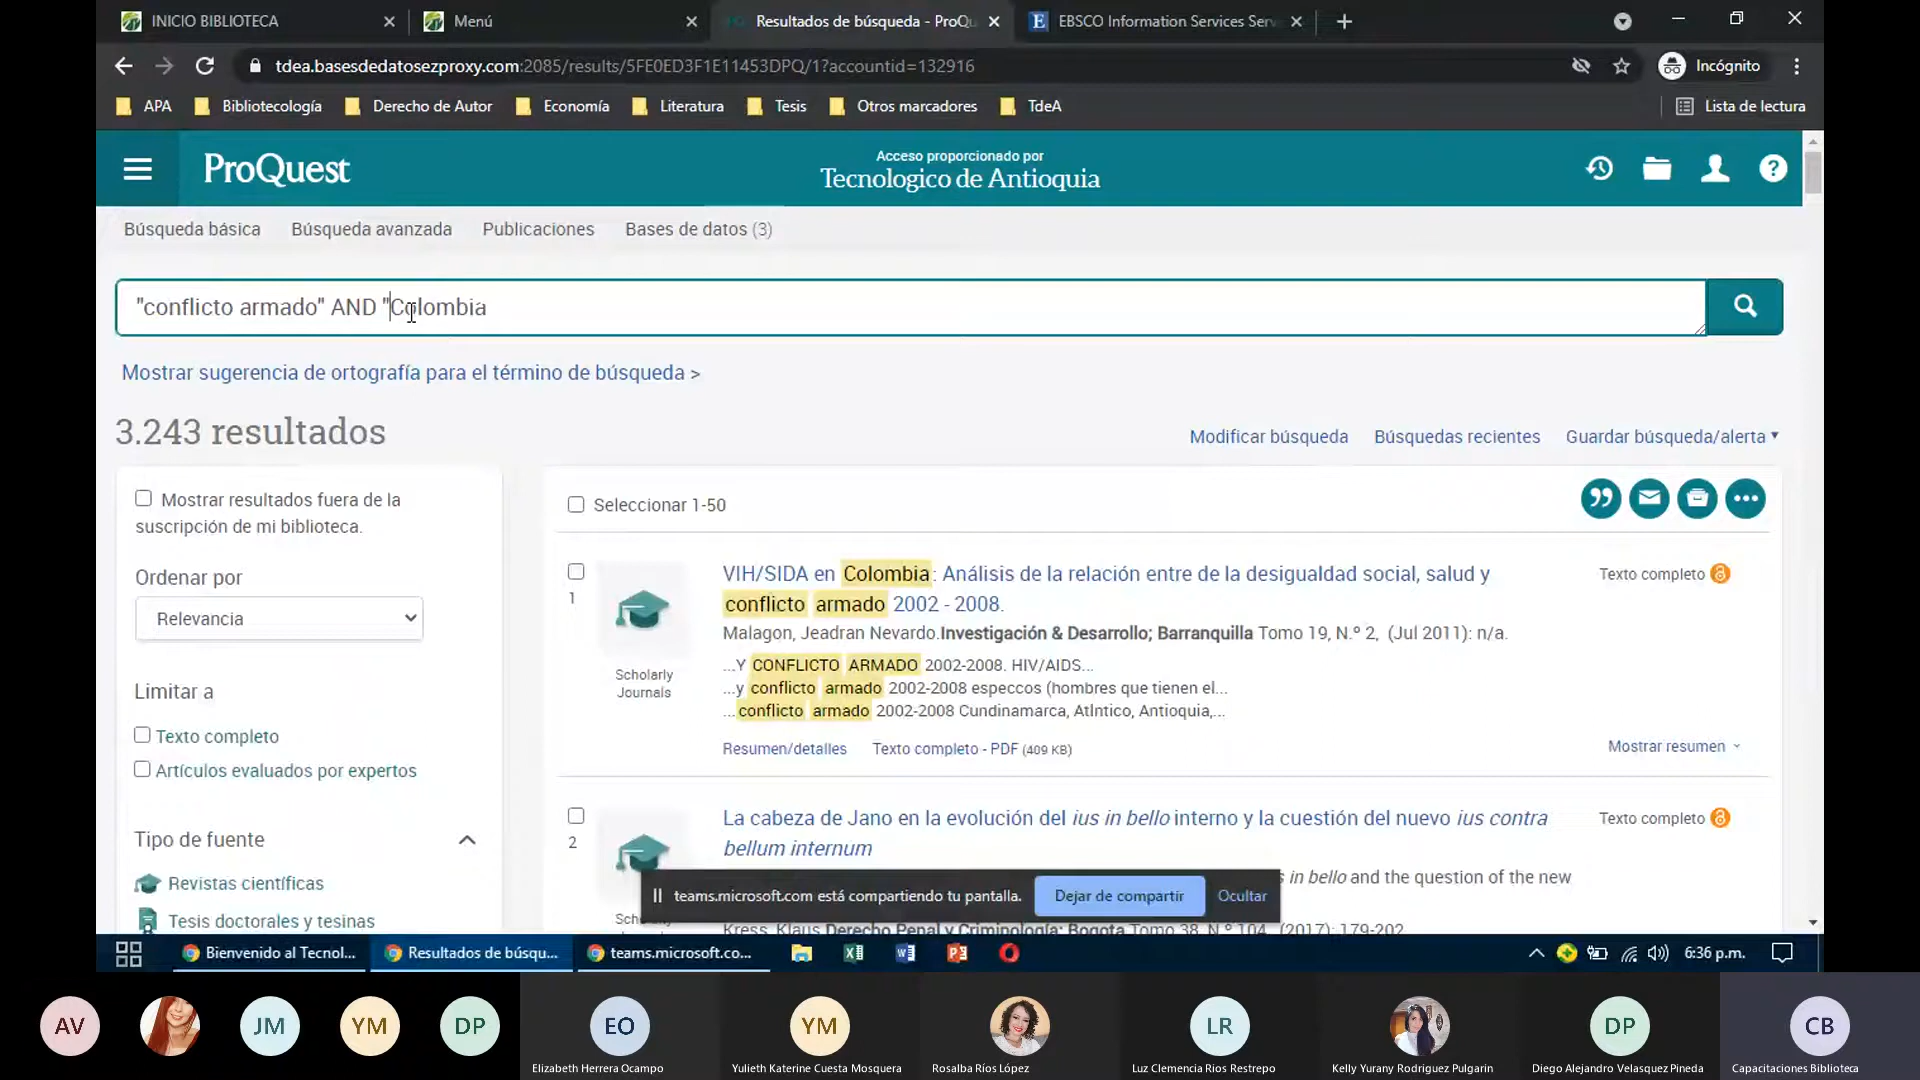 INICIO BIBLIOTECA
Menú
Resultados de búsqueda - ProQu
EBSCO Information Services Serv
tdea.basesdedatosezproxy.com:2085/results/5FE0ED3F1E11453DPQ/1?accountid=132916
Incógnito
APA
Bibliotecología
Derecho de Autor
Economía
Literatura
Tesis
Otros marcadores
TdeA
Lista de lectura
ProQuest
Acceso proporcionado por
Tecnologico de Antioquia
Búsqueda básica
Búsqueda avanzada
Publicaciones
Bases de datos (3)
"conflicto armado" AND "Colombia
Mostrar sugerencia de ortografía para el término de búsqueda >
3.243 resultados
Modificar búsqueda
Búsquedas recientes
Guardar búsqueda/alerta
Mostrar resultados fuera de la
suscripción de mi biblioteca.
Ordenar por
Relevancia
Limitar a
Texto completo
Artículos evaluados por expertos
Tipo de fuente
Revistas científicas
Tesis doctorales y tesinas
Seleccionar 1-50
1
Scholarly
Journals
VIH/SIDA en Colombia: Análisis de la relación entre de la desigualdad social, salud y
conflicto armado 2002 - 2008.
Malagon, Jeadran Nevardo.Investigación & Desarrollo; Barranquilla Tomo 19, N.º 2, (Jul 2011): n/a.
...Y CONFLICTO ARMADO 2002-2008. HIV/AIDS...
...y conflicto armado 2002-2008 especcos (hombres que tienen el...
...conflicto armado 2002-2008 Cundinamarca, Atlntico, Antioquia,...
Resumen/detalles
Texto completo - PDF (409 KB)
Texto completo
Mostrar resumen
2
La cabeza de Jano en la evolución del ius in bello interno y la cuestión del nuevo ius contra
bellum internum
Texto completo
in bello and the question of the new
Kress, Klaus Derecho Penal y Criminología; Bogota Tomo 38, N.º 104, (2017): 179-202.
teams.microsoft.com está compartiendo tu pantalla.
Dejar de compartir
Ocultar
Bienvenido al Tecnol...
Resultados de búsqu...
teams.microsoft.co...
6:36 p.m.
AV
JM
YM
DP
EO
YM
LR
DP
CB
Elizabeth Herrera Ocampo
Yulieth Katerine Cuesta Mosquera
Rosalba Ríos López
Luz Clemencia Rios Restrepo
Kelly Yurany Rodriguez Pulgarin
Diego Alejandro Velasquez Pineda
Capacitaciones Biblioteca